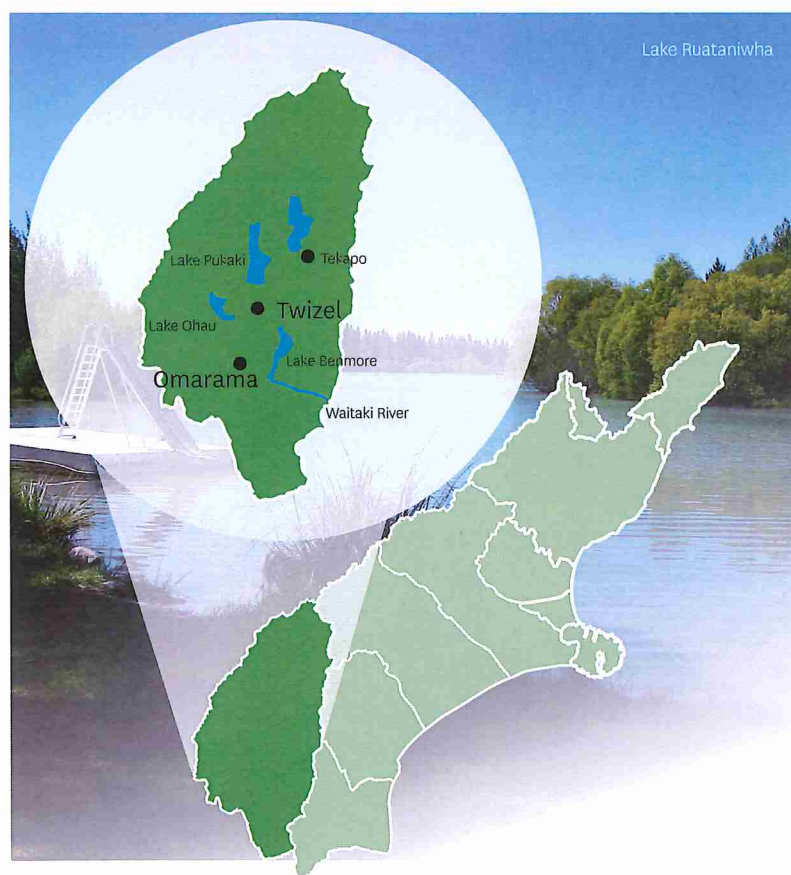 Lake Ruataniwha
Lake Pukaki
Tekapo
Twizel
Lake Ohau
Lake Benmore
Omarama
Waitaki River